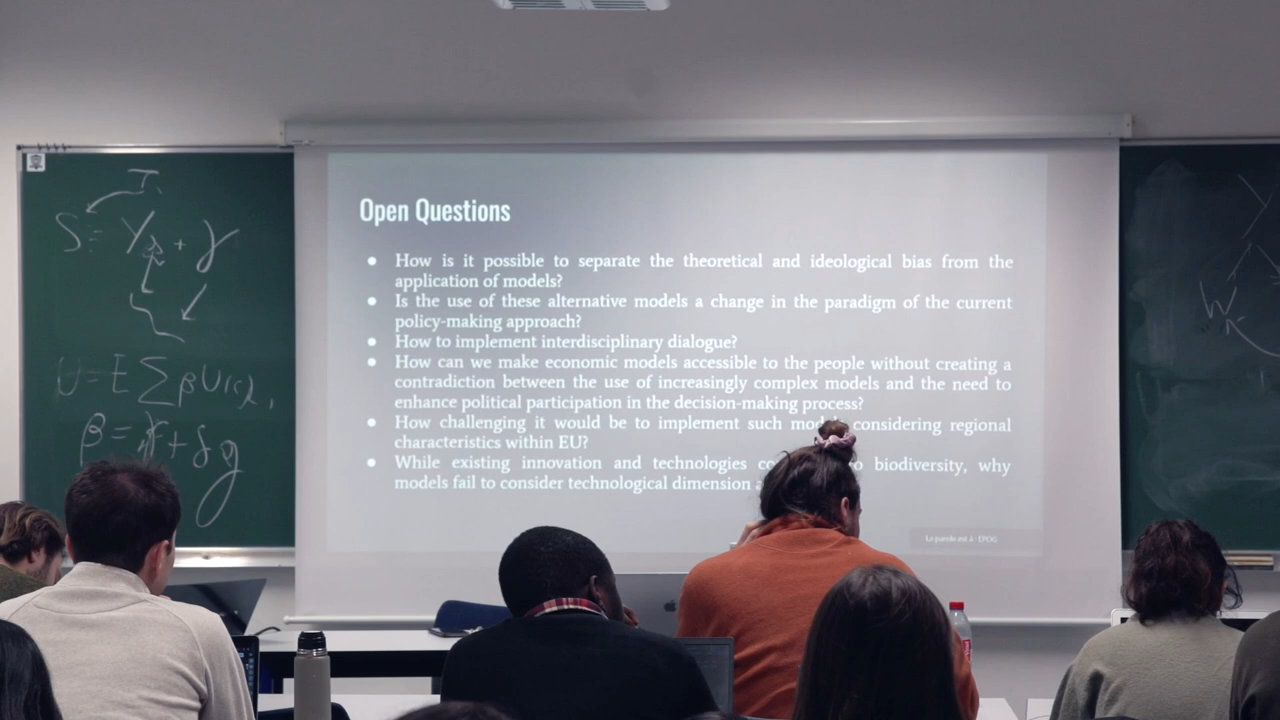 Open Questions
How is it possible to separate the theoretical and ideological bias from the
application of models?
Is the use of these alternative models a change in the paradigm of the current
policy-making approach?
How to implement interdisciplinary dialogue?
How can we make economic models accessible to the people without creating a
contradiction between the use of increasingly complex models and the need to
enhance political participation in the decision-making process?
How challenging it would be to implement such considering regional
characteristics within EU?
While existing innovation and technologies biodiversity, why
models fail to consider technological dimension
La parole est à : EPOG
U = E ∑ β U(c)
β =
W